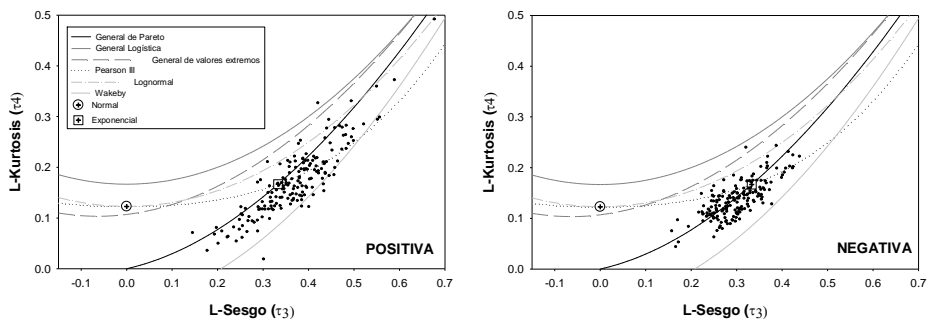 0.5
0.4
0.3
0.2
0.1
0.0
L-Kurtosis (τ4)
General de Pareto
General Logística
General de valores extremos
Pearson III
Lognormal
Wakeby
Normal
Exponencial
POSITIVA
-0.1 0.0 0.1 0.2 0.3 0.4 0.5 0.6 0.7
L-Sesgo (τ3)
0.5
0.4
0.3
0.2
0.1
0.0
L-Kurtosis (τ4)
NEGATIVA
-0.1 0.0 0.1 0.2 0.3 0.4 0.5 0.6 0.7
L-Sesgo (τ3)